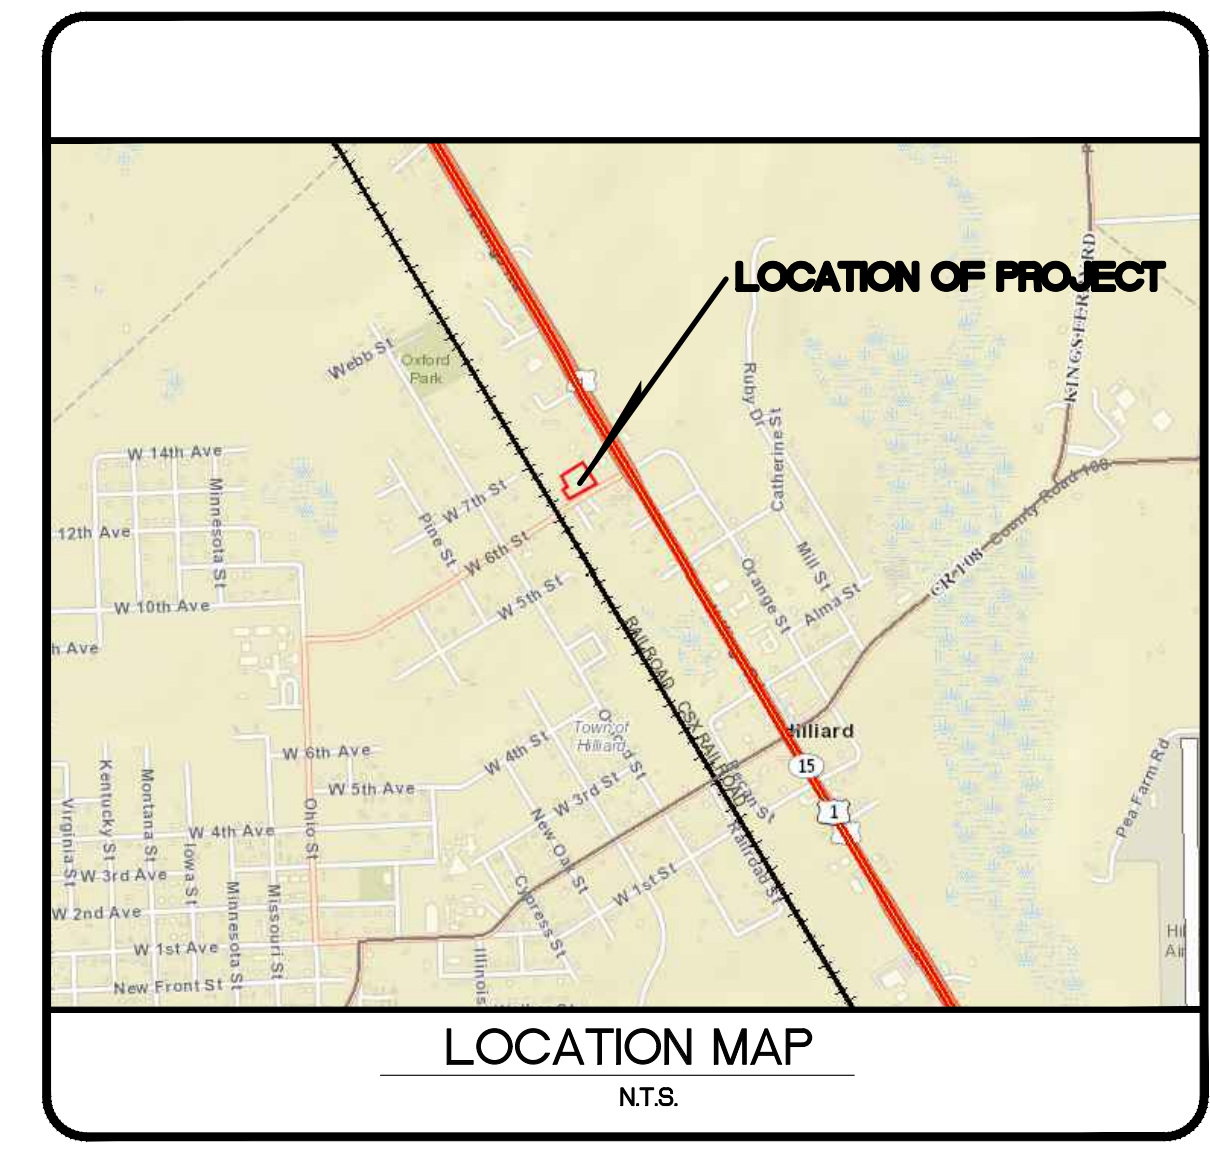 LOCATION OF PROJECT
KINGS FERRY RD
Webb St
Oxford
Park
Ruby Dr
Catherine St
W 14th Ave
Minnesota St
W 7th St
Pine St
County Road 108
12th Ave
W 6th St
Mill St
CR-108
Orange St
W 5th St
Alma St
W 10th Ave
h Ave
RAILROAD
CSX RAILROAD
Town of
Hilliard
Hilliard
W 6th Ave
W 4th St
15
W 5th Ave
W 3rd St
1
Pea Farm Rd
Kentucky St
Montana St
Virginia St
Ohio St
W 4th Ave
Iowa St
New Oak St
Railroad St
W 3rd Ave
W 1st St
Cypress St
Minnesota St
Missouri St
W 2nd Ave
W 1st Ave
Illinois
New Front St
Hil
Air
LOCATION MAP
N.T.S.